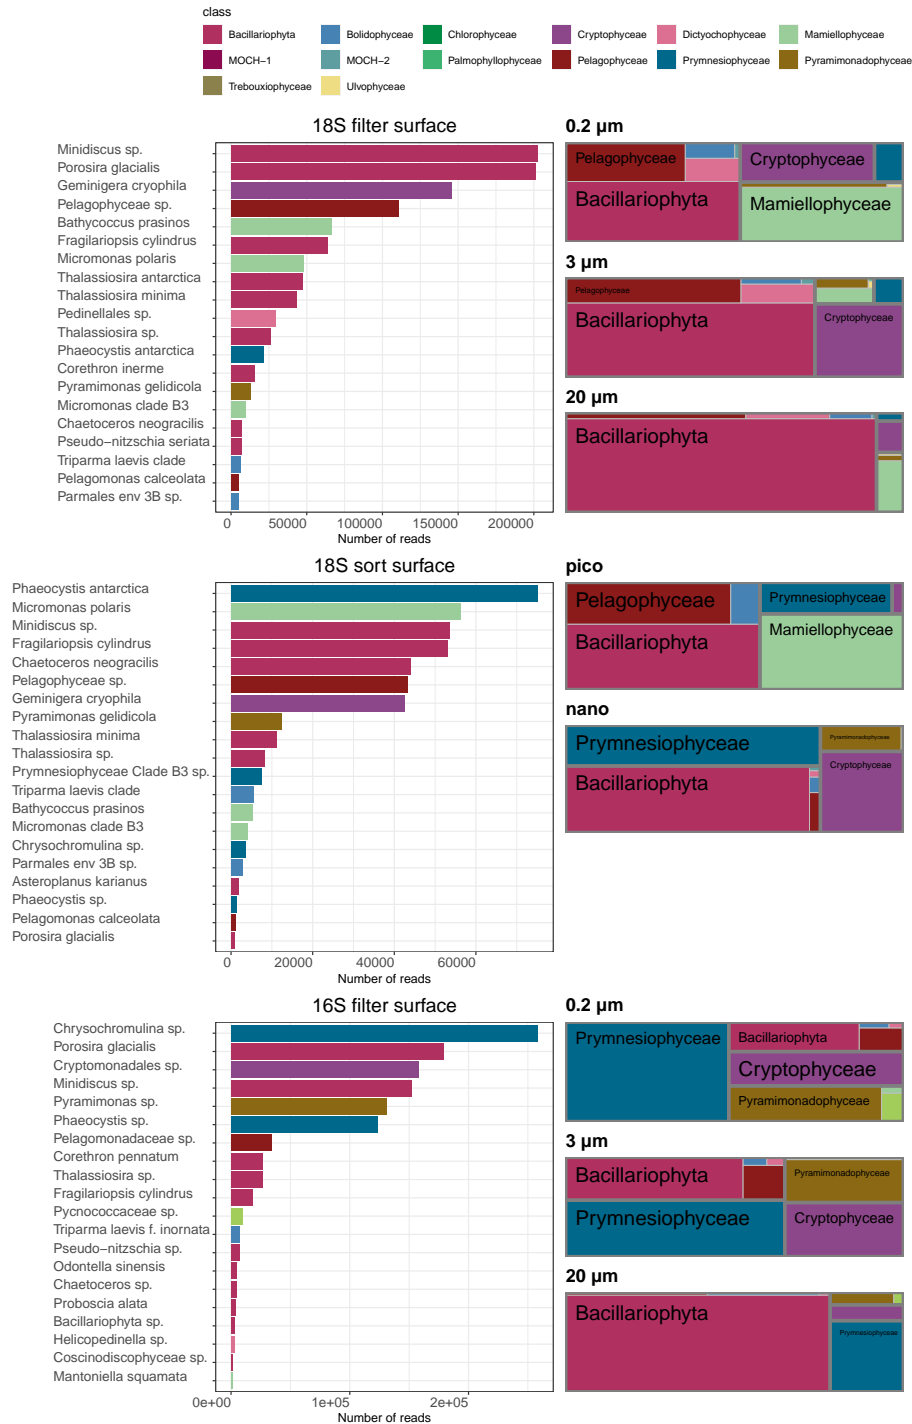 class
Bacillariophyta Bolidophyceae Chlorophyceae Cryptophyceae Dictyochophyceae Mamiellophyceae
MOCH−1 MOCH−2 Palmophyllophyceae Pelagophyceae Prymnesiophyceae Pyramimonadophyceae
Trebouxiophyceae Ulvophyceae
18S filter surface
Minidiscus sp.
Porosira glacialis
Geminigera cryophila
Pelagophyceae sp.
Bathycoccus prasinos
Fragilariopsis cylindrus
Micromonas polaris
Thalassiosira antarctica
Thalassiosira minima
Pedinellales sp.
Thalassiosira sp.
Phaeocystis antarctica
Corethron inerme
Pyramimonas gelidicola
Micromonas clade B3
Chaetoceros neogracilis
Pseudo−nitzschia seriata
Triparma laevis clade
Pelagomonas calceolata
Parmales env 3B sp.
0 50000 100000 150000 200000
Number of reads
0.2 µm
Pelagophyceae
Cryptophyceae
Bacillariophyta
Mamiellophyceae
3 µm
Pelagophyceae
Bacillariophyta
Cryptophyceae
20 µm
Bacillariophyta
18S sort surface
Phaeocystis antarctica
Micromonas polaris
Minidiscus sp.
Fragilariopsis cylindrus
Chaetoceros neogracilis
Pelagophyceae sp.
Geminigera cryophila
Pyramimonas gelidicola
Thalassiosira minima
Thalassiosira sp.
Prymnesiophyceae Clade B3 sp.
Triparma laevis clade
Bathycoccus prasinos
Micromonas clade B3
Chrysochromulina sp.
Parmales env 3B sp.
Asteroplanus karianus
Phaeocystis sp.
Pelagomonas calceolata
Porosira glacialis
0 20000 40000 60000
Number of reads
pico
Pelagophyceae
Prymnesiophyceae
Bacillariophyta
Mamiellophyceae
nano
Prymnesiophyceae
Pyramimonadophyceae
Bacillariophyta
Cryptophyceae
16S filter surface
Chrysochromulina sp.
Porosira glacialis
Cryptomonadales sp.
Minidiscus sp.
Pyramimonas sp.
Phaeocystis sp.
Pelagomonadaceae sp.
Corethron pennatum
Thalassiosira sp.
Fragilariopsis cylindrus
Pycnococcaceae sp.
Triparma laevis f. inornata
Pseudo−nitzschia sp.
Odontella sinensis
Chaetoceros sp.
Proboscia alata
Bacillariophyta sp.
Helicopedinella sp.
Coscinodiscophyceae sp.
Mantoniella squamata
0e+00 1e+05 2e+05
Number of reads
0.2 µm
Prymnesiophyceae
Bacillariophyta
Cryptophyceae
Pyramimonadophyceae
3 µm
Bacillariophyta
Pyramimonadophyceae
Prymnesiophyceae
Cryptophyceae
20 µm
Bacillariophyta
Prymnesiophyceae